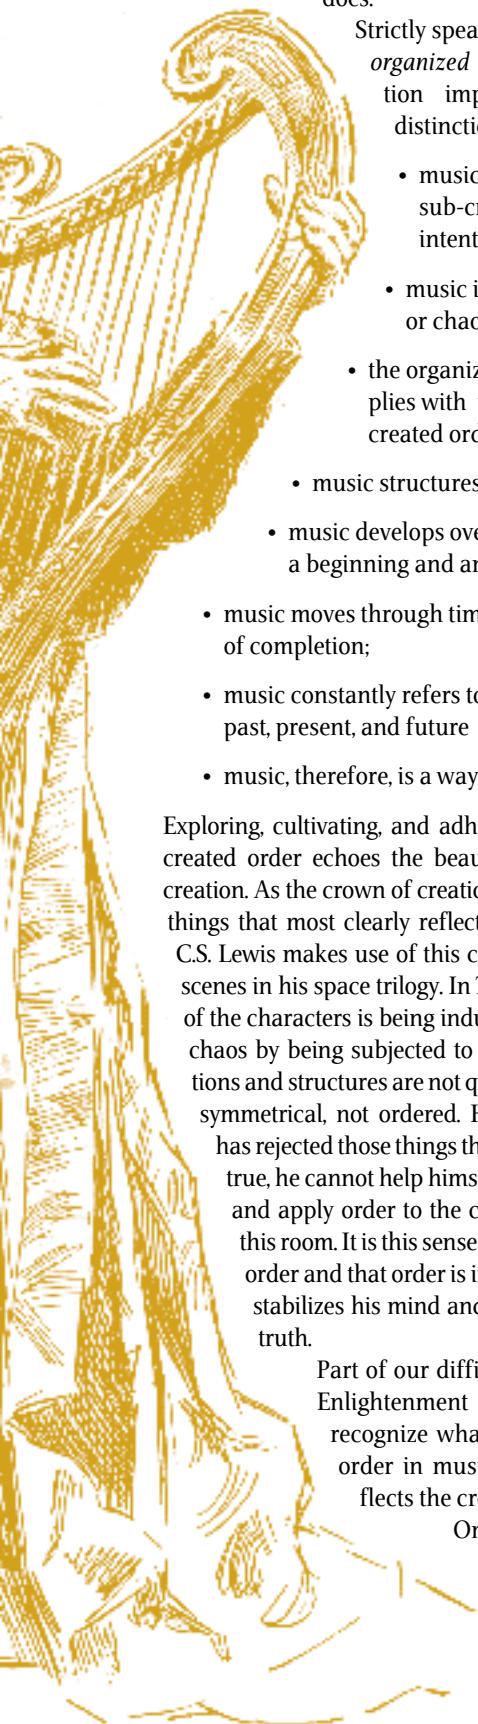 does.
Strictly spea
organized
tion imp
distincti
• music
sub-cr
intent
• music i
or chao
• the organiz
plies with
created ord
• music structures
• music develops ove
a beginning and an
• music moves through tim
of completion;
• music constantly refers to
past, present, and future
• music, therefore, is a way
Exploring, cultivating, and adh
created order echoes the beau
creation. As the crown of creatio
things that most clearly reflect
C.S. Lewis makes use of this c
scenes in his space trilogy. In T
of the characters is being indu
chaos by being subjected to
tions and structures are not q
symmetrical, not ordered. H
has rejected those things th
true, he cannot help hims
and apply order to the c
this room. It is this sense
order and that order is i
stabilizes his mind and
truth.
Part of our diffi
Enlightenment
recognize wha
order in mus
flects the cr
Or